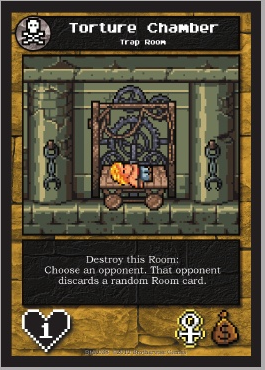 Torture Chamber
Trap Room
Destroy this Room:
Choose an opponent. That opponent
discards a random Room card.
1